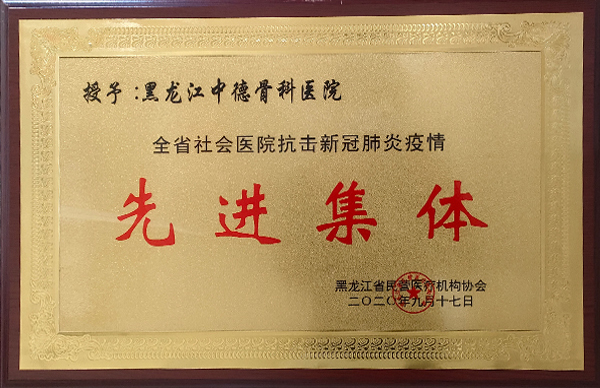 授予:黑龙江中德骨科医院
全省社会医院抗击新冠肺炎疫情
先进集体
黑龙江省民营医疗机构协会
二〇二〇年九月十七日